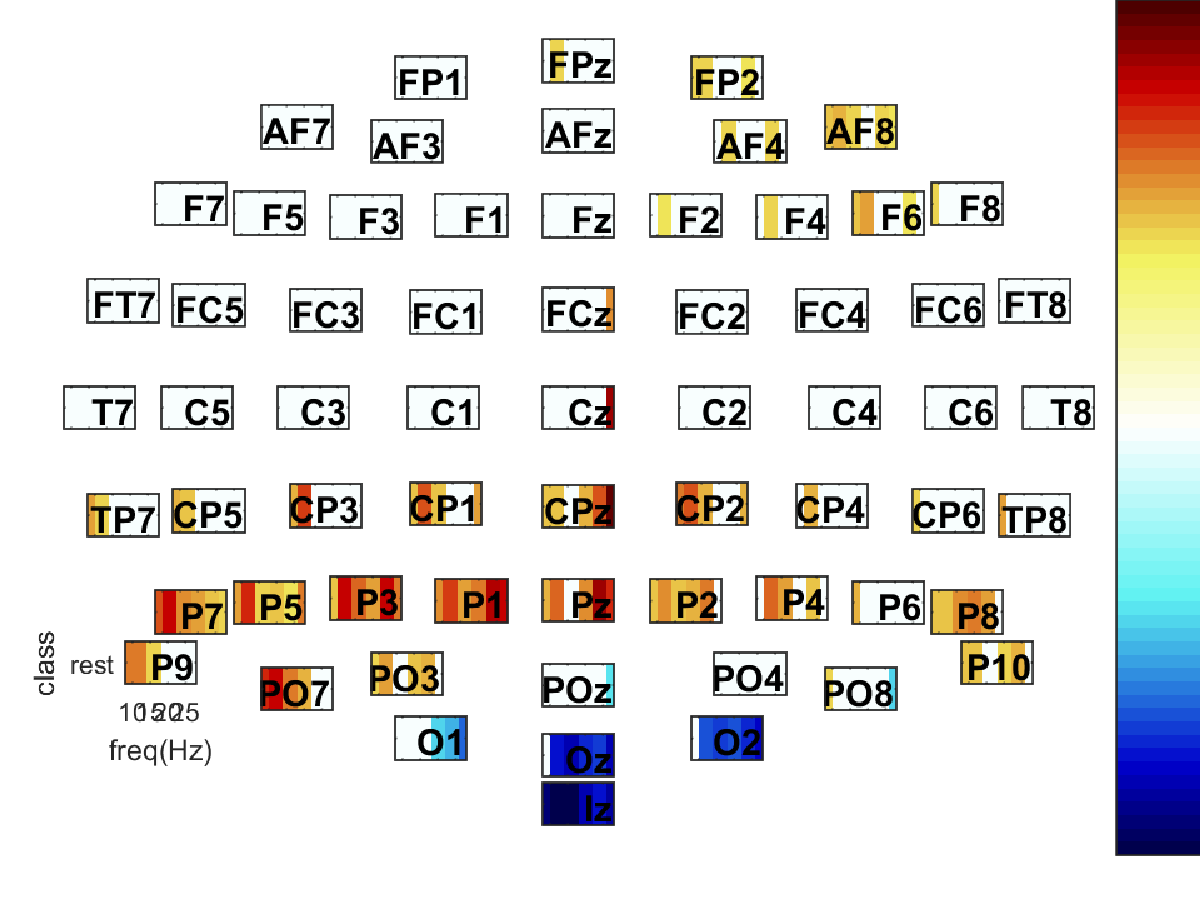 FPz
FP1 FP2
AF7 AF3 AFz AF4 AF8
F7 F5 F3 F1 Fz F2 F4 F6 F8
FT7 FC5 FC3 FC1 FCz FC2 FC4 FC6 FT8
T7 C5 C3 C1 Cz C2 C4 C6 T8
TP7 CP5 CP3 CP1 CPz CP2 CP4 CP6 TP8
P7 P5 P3 P1 Pz P2 P4 P6 P8
class
rest P9 P10
PO7 PO3 POz PO4 PO8
10 15 20 25
freq(Hz)
O1 Oz O2
Iz